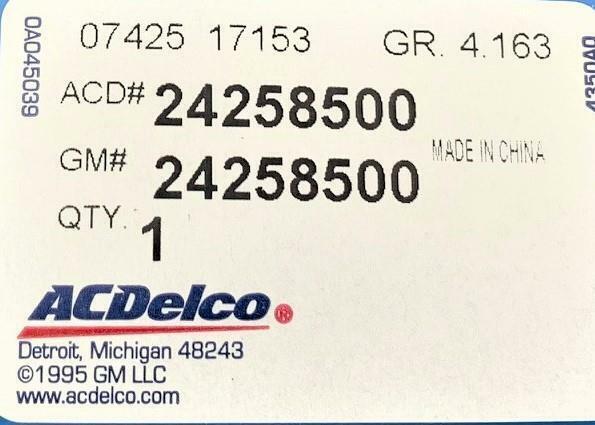 07425 17153 GR. 4.163
0A045039
ACD# 24258500
GM# 24258500
MADE IN CHINA
QTY. 1
ACDelco®
Detroit, Michigan 48243
©1995 GM LLC
www.acdelco.com